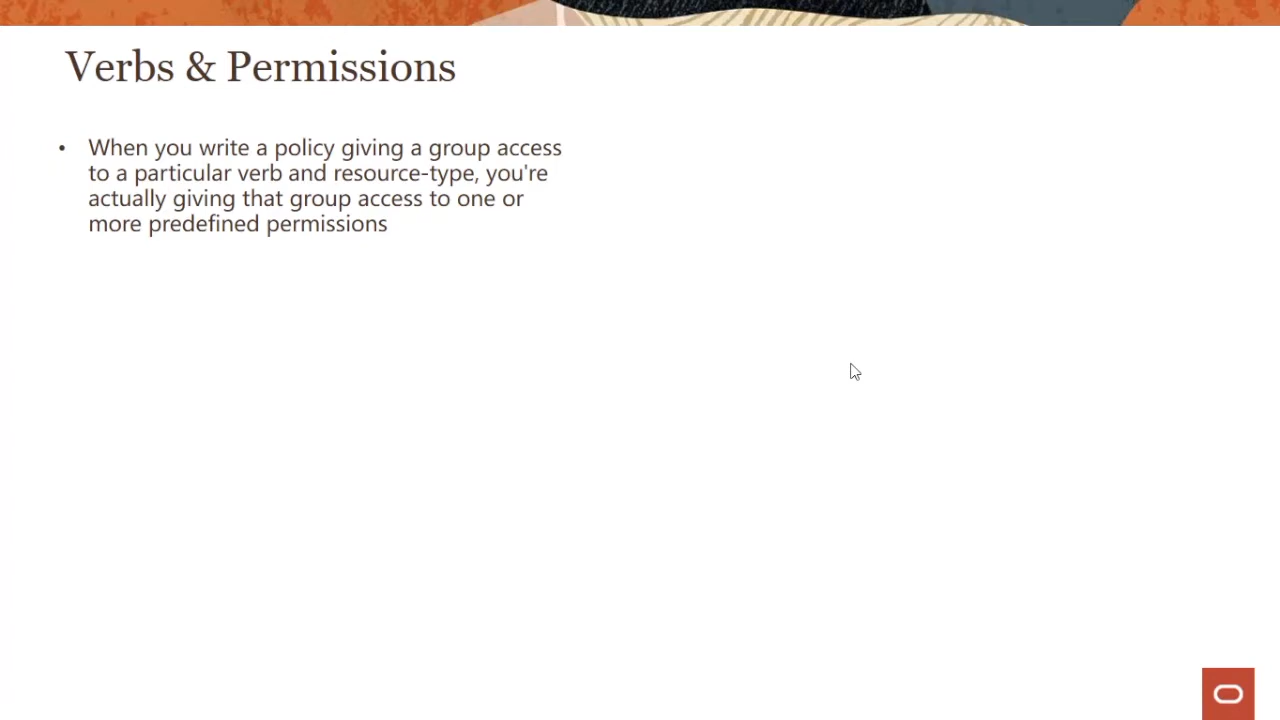 Verbs & Permissions
• When you write a policy giving a group access
to a particular verb and resource-type, you're
actually giving that group access to one or
more predefined permissions